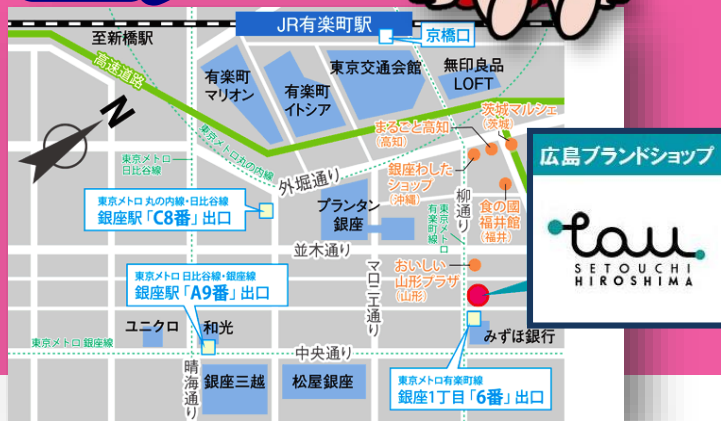 JR有楽町駅
京橋口
至新橋駅
高速道路
有楽町
マリオン
有楽町
イトシア
東京交通会館
無印良品
LOFT
N
東京メトロ丸の内線
東京メトロ
日比谷線
外堀通り
まるごと高知
(高知)
茨城マルシェ
(茨城)
銀座わした
ショップ
(沖縄)
食の國
福井館
(福井)
柳通り
東京メトロ
有楽町線
広島ブランドショップ
tau
SETOUCHI
HIROSHIMA
東京メトロ 丸の内線・日比谷線
銀座駅「C8番」出口
プランタン
銀座
並木通り
マロニエ通り
おいしい
山形プラザ
(山形)
東京メトロ 日比谷線・銀座線
銀座駅「A9番」出口
ユニクロ
和光
みずほ銀行
東京メトロ 銀座線
中央通り
晴海通り
銀座三越
松屋銀座
東京メトロ有楽町線
銀座1丁目「6番」出口